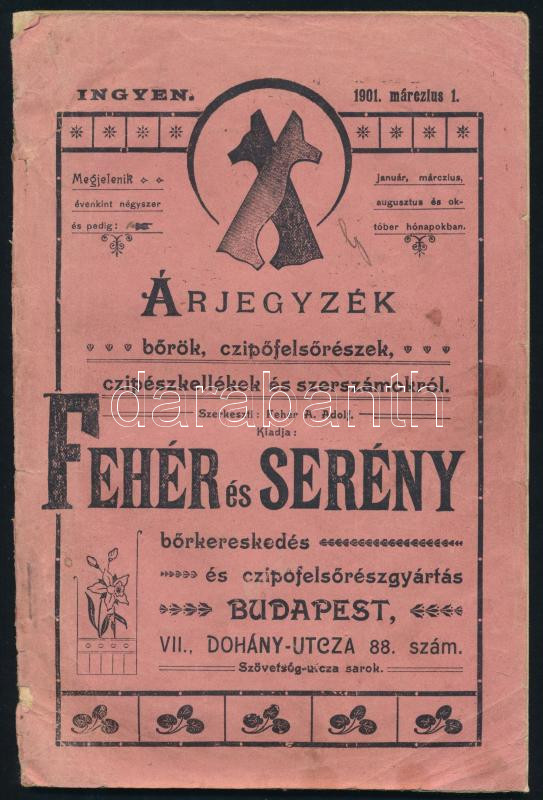 INGYEN.
1901. márczius 1.
Megjelenik
évenkint négyszer
és pedig:
január, márczius,
augusztus és ok-
tóber hónapokban.
ÁRJEGYZÉK
bőrök, czipőfelsőrészek,
czipészkellékek és szerszámokról.
Szerkeszti: Fehér A. Adolf.
Kiadja:
FEHÉR és SERÉNY
bőrkereskedés
és czipofelsőrészgyártás
BUDAPEST,
VII., DOHÁNY-UTCZA 88. szám.
Szövetség-utcza sarok.
darabanth